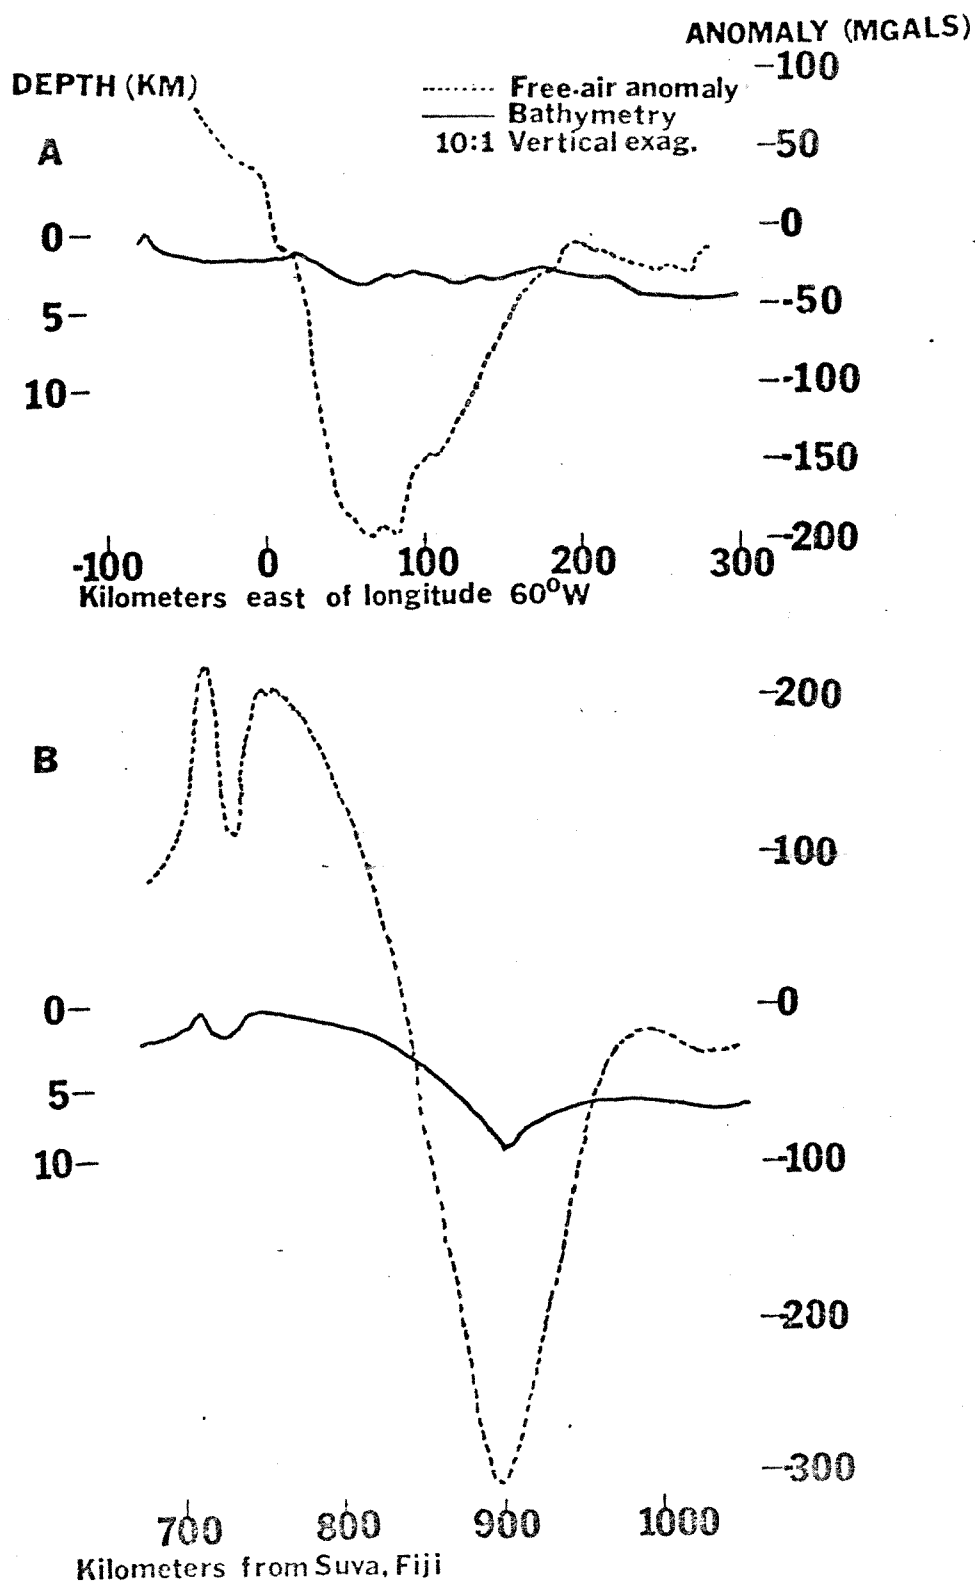 ANOMALY (MGALS)
DEPTH (KM)
Free-air anomaly
Bathymetry
10:1 Vertical exag.
A
0
5
10
100
50
0
-50
-100
-150
-200
-100 0 100 200 300
Kilometers east of longitude 60°W
B
0
5
10
200
100
0
-100
-200
-300
700 800 900 1000
Kilometers from Suva, Fiji